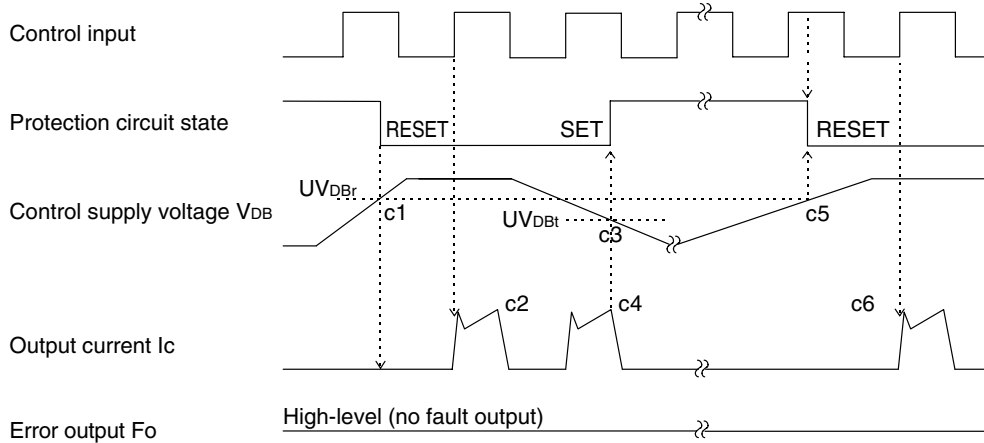 Control input
Protection circuit state
RESET
SET
RESET
UVDBr
Control supply voltage VDB
c1
UVDBt
c3
c5
c2
c4
c6
Output current Ic
High-level (no fault output)
Error output Fo